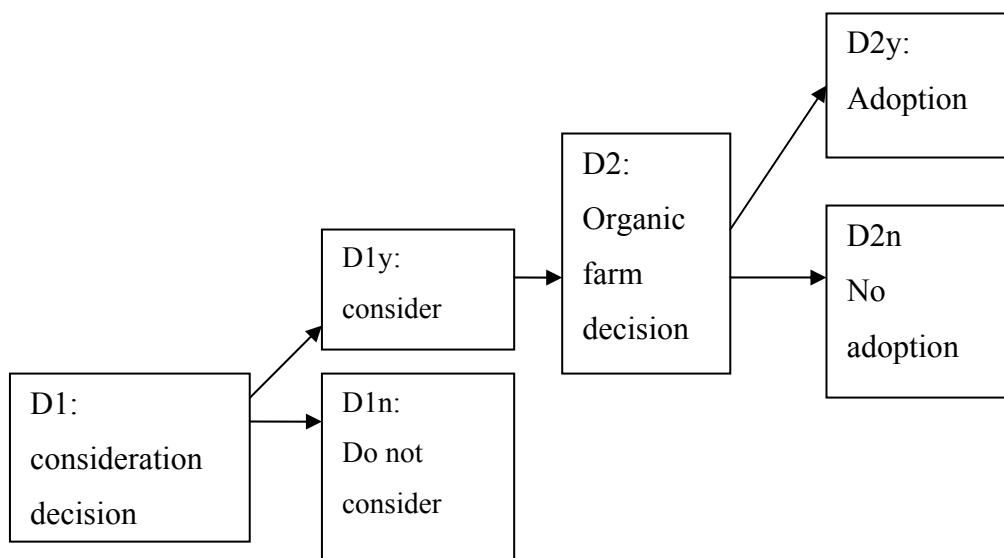 D1:
consideration
decision
D1y:
consider
D1n:
Do not
consider
D2:
Organic
farm
decision
D2y:
Adoption
D2n
No
adoption